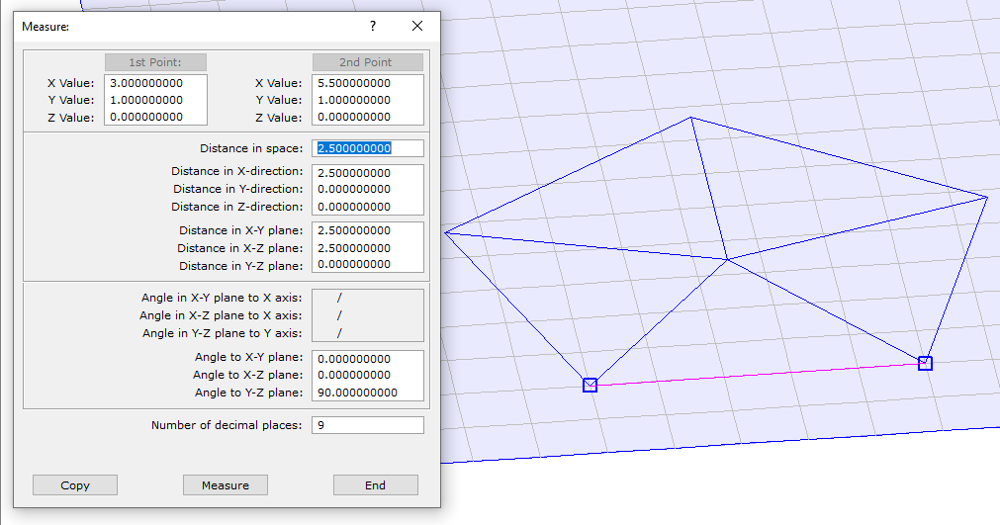 Measure: ?
1st Point: 2nd Point
X Value: 3.000000000 X Value: 5.500000000
Y Value: 1.000000000 Y Value: 1.000000000
Z Value: 0.000000000 Z Value: 0.000000000
Distance in space: 2.500000000
Distance in X-direction: 2.500000000
Distance in Y-direction: 0.000000000
Distance in Z-direction: 0.000000000
Distance in X-Y plane: 2.500000000
Distance in X-Z plane: 2.500000000
Distance in Y-Z plane: 0.000000000
Angle in X-Y plane to X axis: /
Angle in X-Z plane to X axis: /
Angle in Y-Z plane to Y axis: /
Angle to X-Y plane: 0.000000000
Angle to X-Z plane: 0.000000000
Angle to Y-Z plane: 90.000000000
Number of decimal places: 9
Copy Measure End